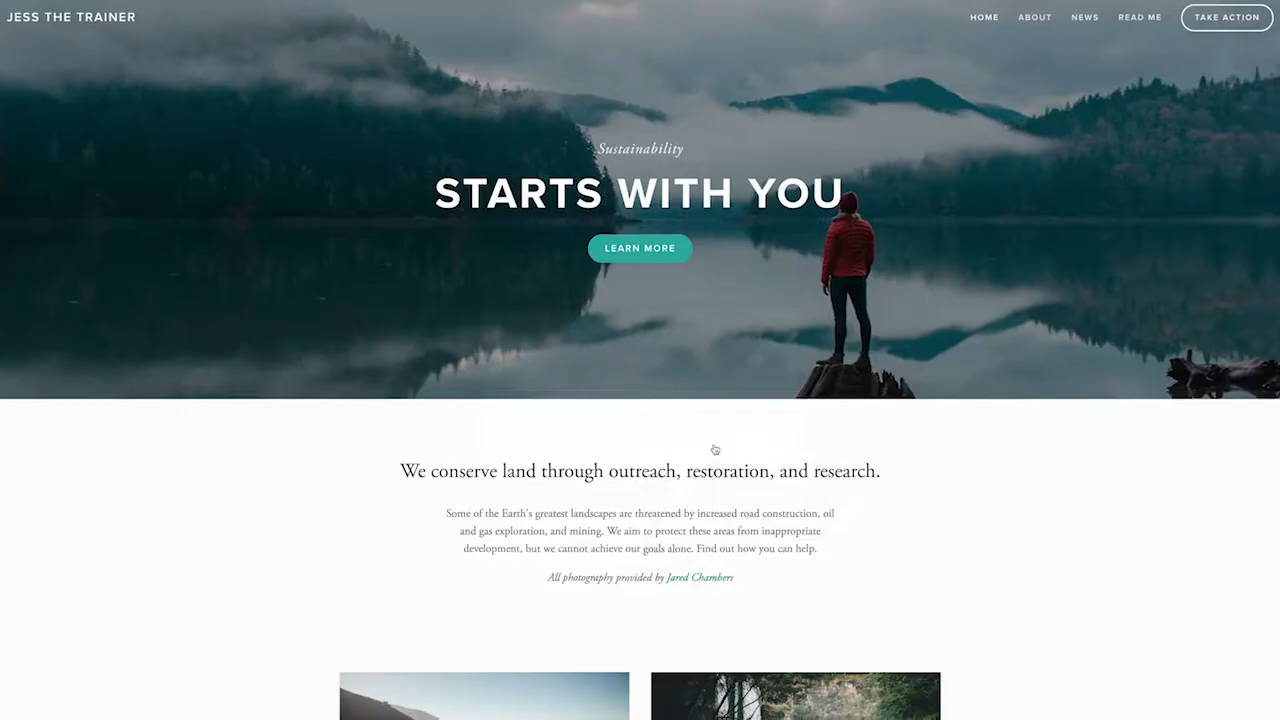 JESS THE TRAINER
HOME ABOUT NEWS READ ME TAKE ACTION
Sustainability
STARTS WITH YOU
LEARN MORE
We conserve land through outreach, restoration, and research.
Some of the Earth's greatest landscapes are threatened by increased road construction, oil
and gas exploration, and mining. We aim to protect these areas from inappropriate
development, but we cannot achieve our goals alone. Find out how you can help.
All photography provided by Jared Chambers